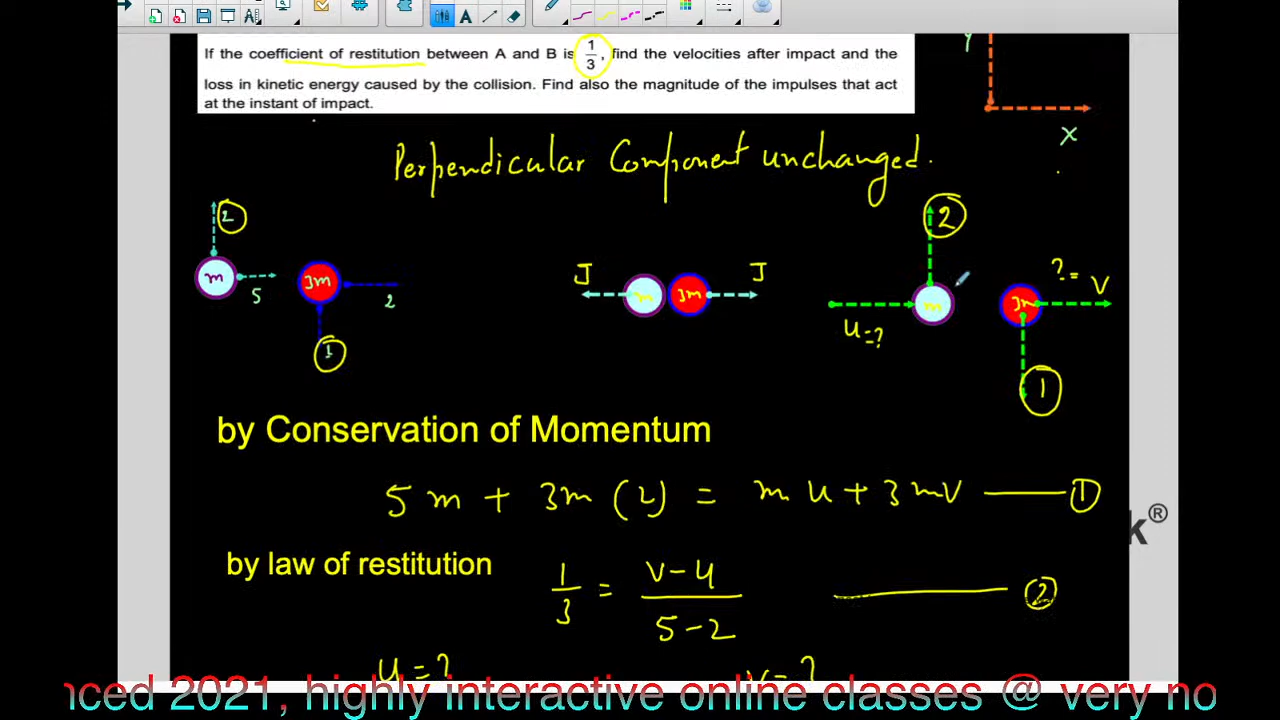 If the coefficient of restitution between A and B is 1/3, find the velocities after impact and the
loss in kinetic energy caused by the collision. Find also the magnitude of the impulses that act
at the instant of impact.
y
x
Perpendicular Component unchanged.
2
m
5
3m
2
1
J
m
3m
J
2
m
u=?
3m
?=
V
1
by Conservation of Momentum
5m + 3m (2) = mu + 3mV ①
k®
by law of restitution
1/3 = (v-u)/(5-2) ②
u=?
v=?
nced 2021, highly interactive online classes @ very no